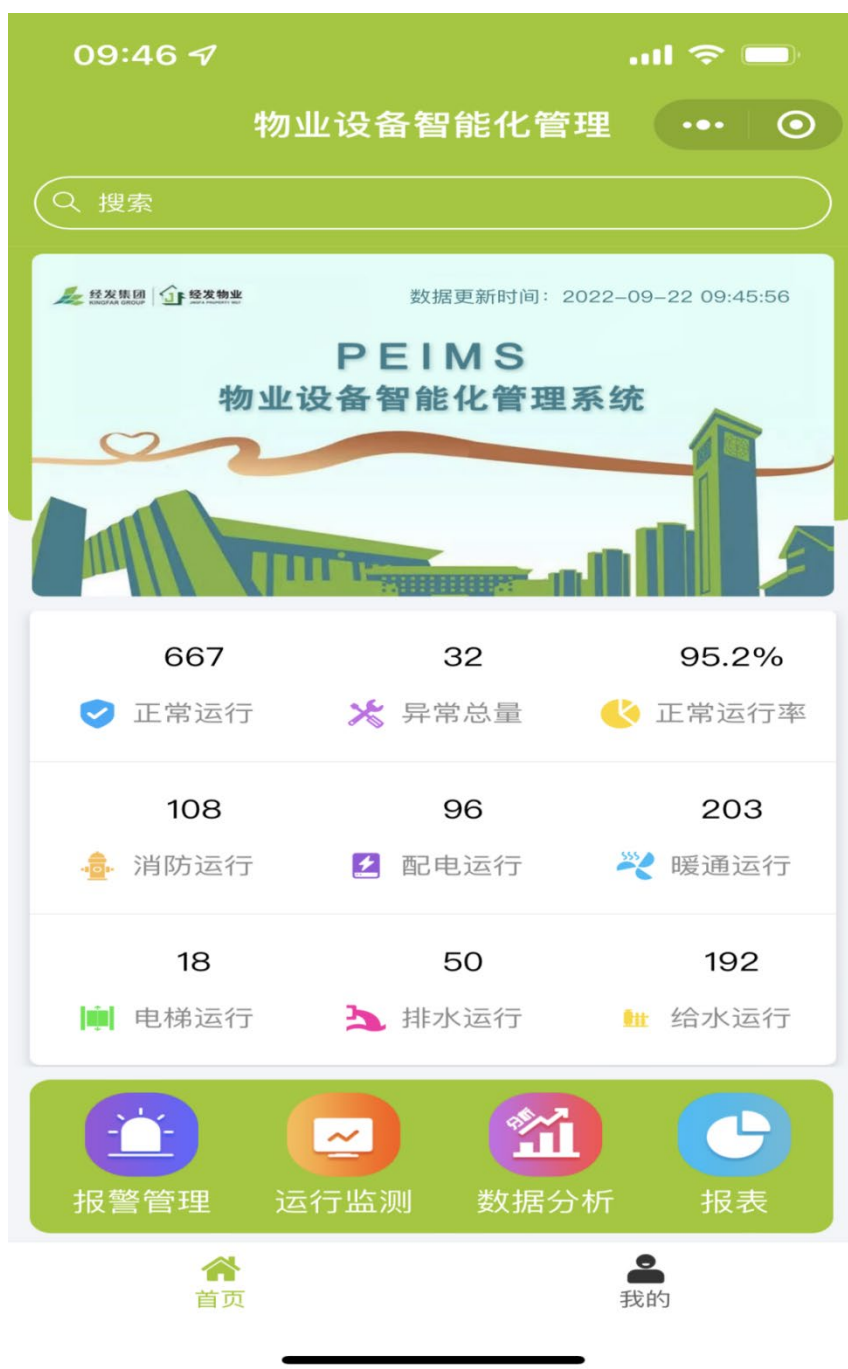 09:46
物业设备智能化管理
搜索
经发集团 经发物业
KINGFAR GROUP
数据更新时间：2022-09-22 09:45:56
PEIMS
物业设备智能化管理系统
667 32 95.2%
正常运行 异常总量 正常运行率
108 96 203
消防运行 配电运行 暖通运行
18 50 192
电梯运行 排水运行 给水运行
分析
报警管理 运行监测 数据分析 报表
首页 我的